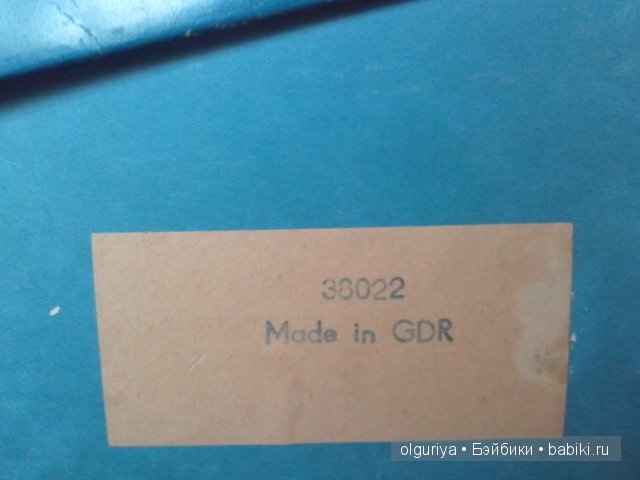 38022
Made in GDR
olguriya • Бэйбики • babiki.ru